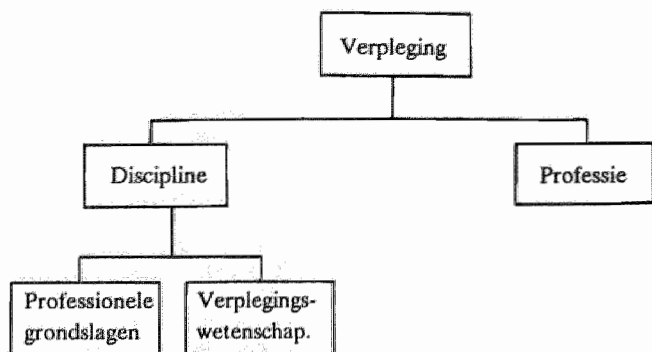 Verpleging
Discipline
Professie
Professionele
grondslagen
Verplegings-
wetenschap.